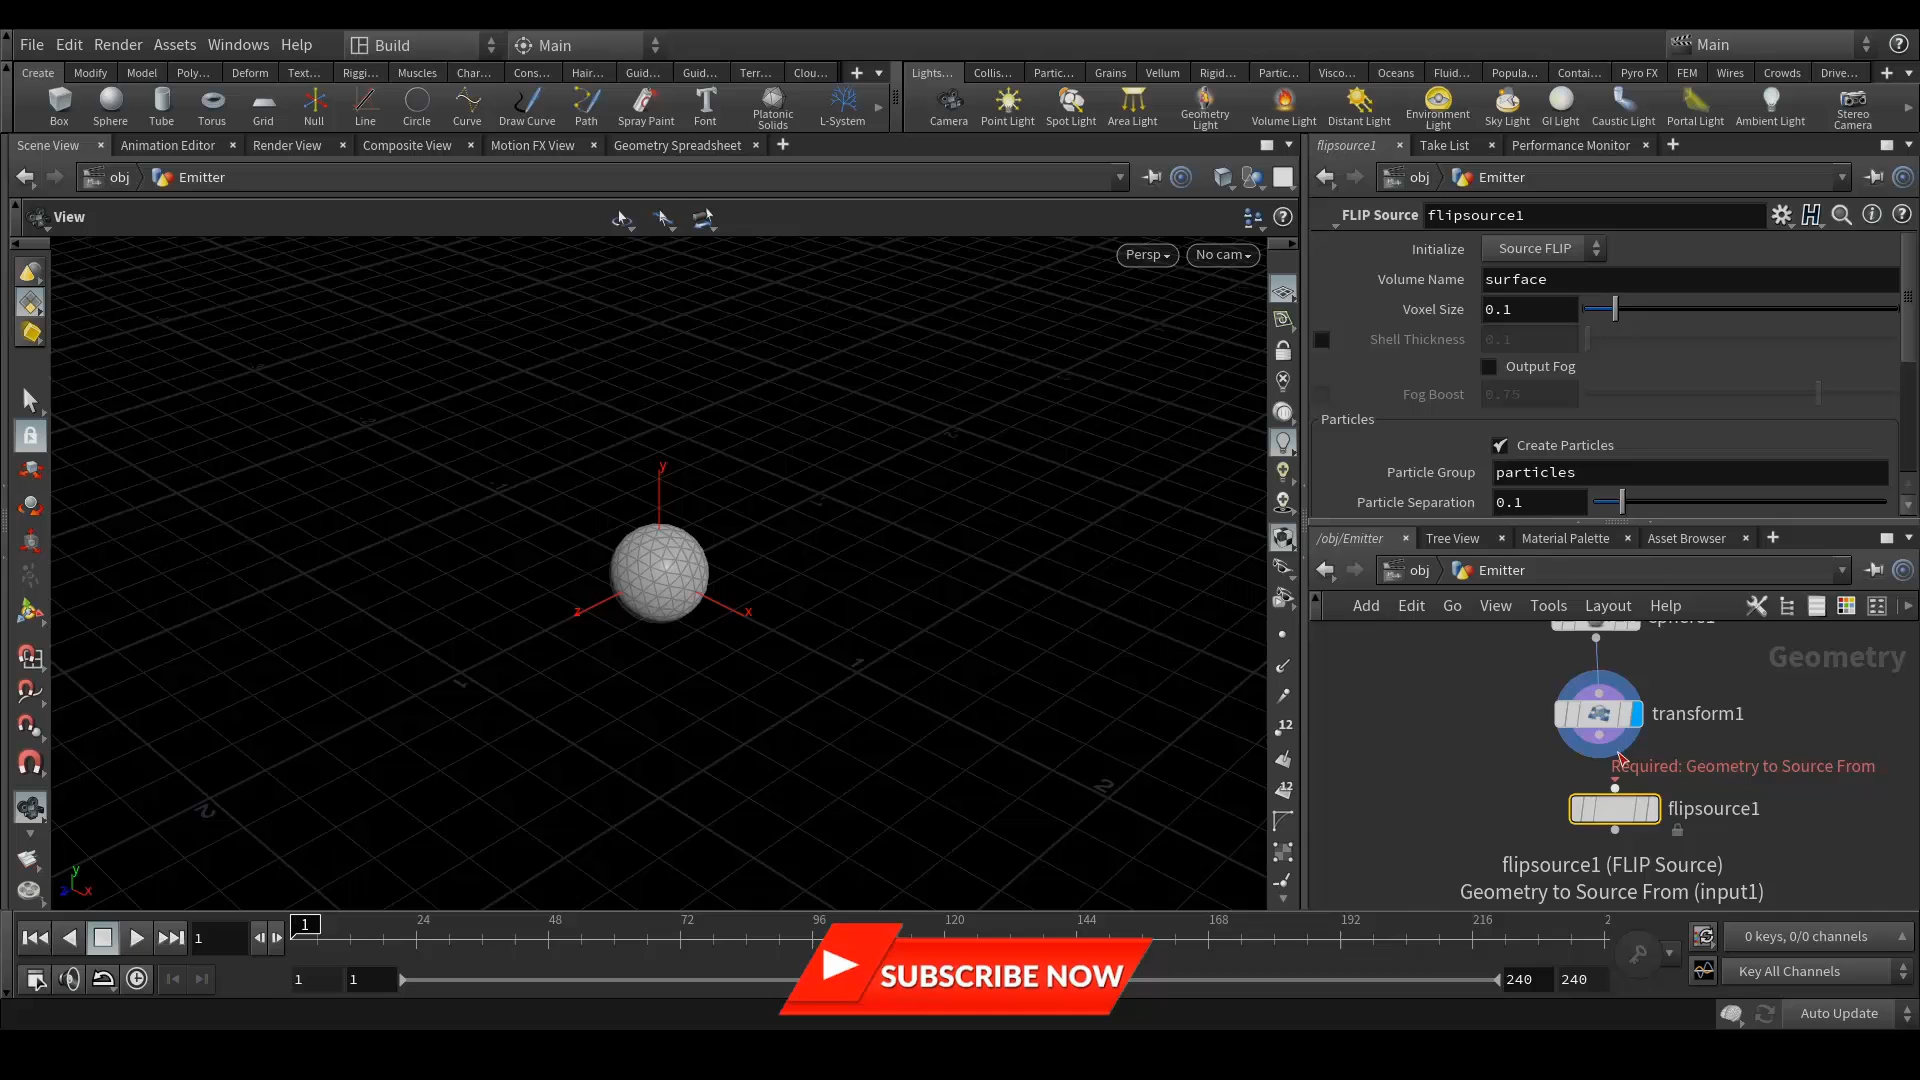 File Edit Render Assets Windows Help Build Main Main
Create Modify Model Poly... Deform Text... Riggi... Muscles Char... Cons... Hair... Guid... Guid... Terr... Clou... Lights... Collis... Partic... Grains Vellum Rigid... Partic... Visco... Oceans Fluid... Popula... Contai... Pyro FX FEM Wires Crowds Drive...
Box Sphere Tube Torus Grid Null Line Circle Curve Draw Curve Path Spray Paint Font Platonic Solids L-System Camera Point Light Spot Light Area Light Geometry Light Volume Light Distant Light Environment Light Sky Light GI Light Caustic Light Portal Light Ambient Light Stereo Camera
Scene View Animation Editor Render View Composite View Motion FX View Geometry Spreadsheet
obj Emitter
View
Persp No cam
y
z x
1
2
12
12
y
z x
flipsource1 Take List Performance Monitor
obj Emitter
FLIP Source flipsource1
Initialize Source FLIP
Volume Name surface
Voxel Size 0.1
Shell Thickness 0.1
Output Fog
Fog Boost 0.75
Particles
Create Particles
Particle Group particles
Particle Separation 0.1
/obj/Emitter Tree View Material Palette Asset Browser
obj Emitter
Add Edit Go View Tools Layout Help
sphere1
Geometry
transform1
Required: Geometry to Source From
flipsource1
flipsource1 (FLIP Source)
Geometry to Source From (input1)
1 1 24 48 72 96 120 144 168 192 216 2
0 keys, 0/0 channels
1 1 240 240 Key All Channels
SUBSCRIBE NOW
Auto Update